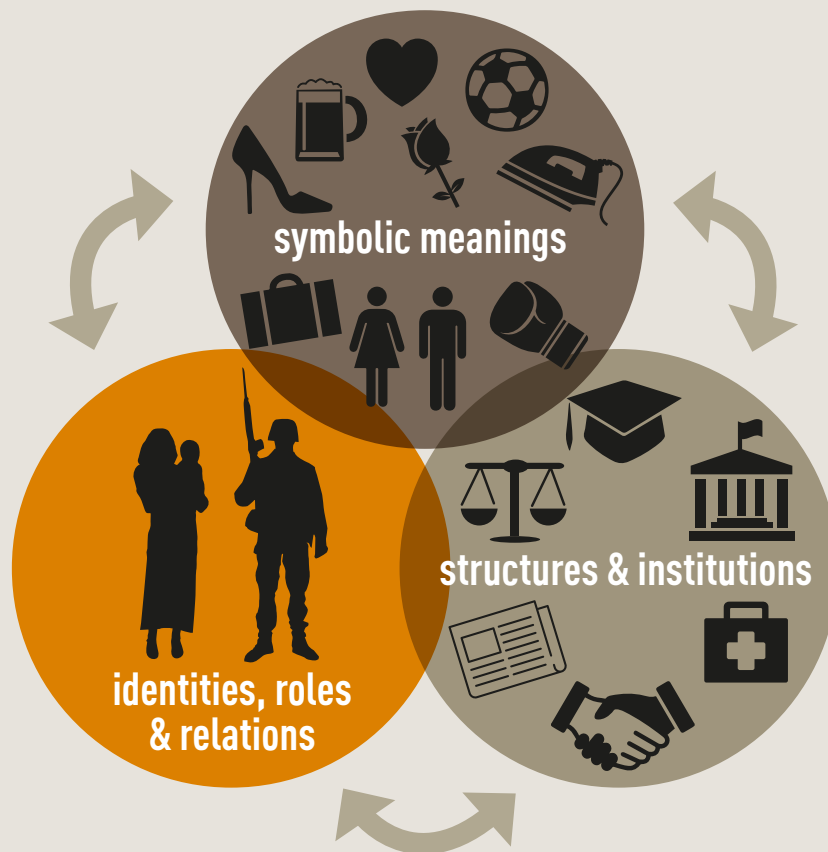 symbolic meanings
structures & institutions
identities, roles
& relations